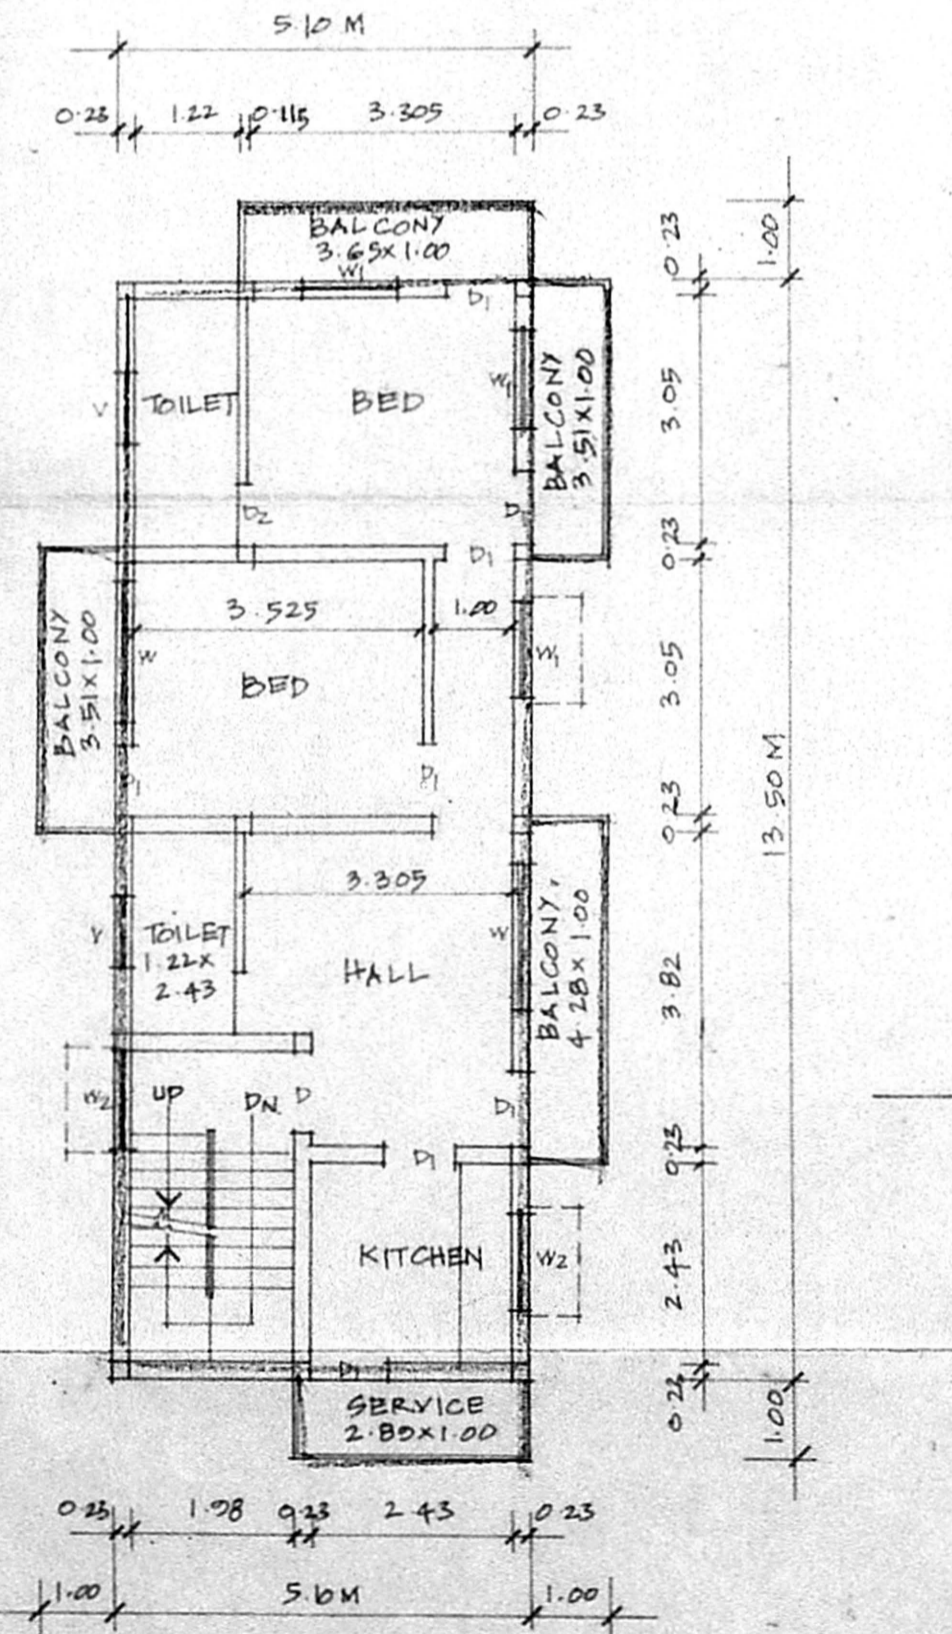 5.10 M
0.23 1.22 0.115 3.305 0.23
BALCONY
3.65X1.00
W1
D1
0.23
1.00
TOILET
BED
V
W1
BALCONY
3.51X1.00
3.05
D2
D1
0.23
BALCONY
3.51X1.00
3.525
1.00
W
BED
W1
3.05
D1
D1
0.23
13.50 M
3.305
V
TOILET
1.22X
2.43
HALL
W
BALCONY.
4.28X1.00
3.82
W2
UP
DN
D
D1
D1
0.23
KITCHEN
W2
2.43
SERVICE
2.89X1.00
0.23
1.00
0.23 1.98 0.23 2.43 0.23
1.00 5.10M 1.00